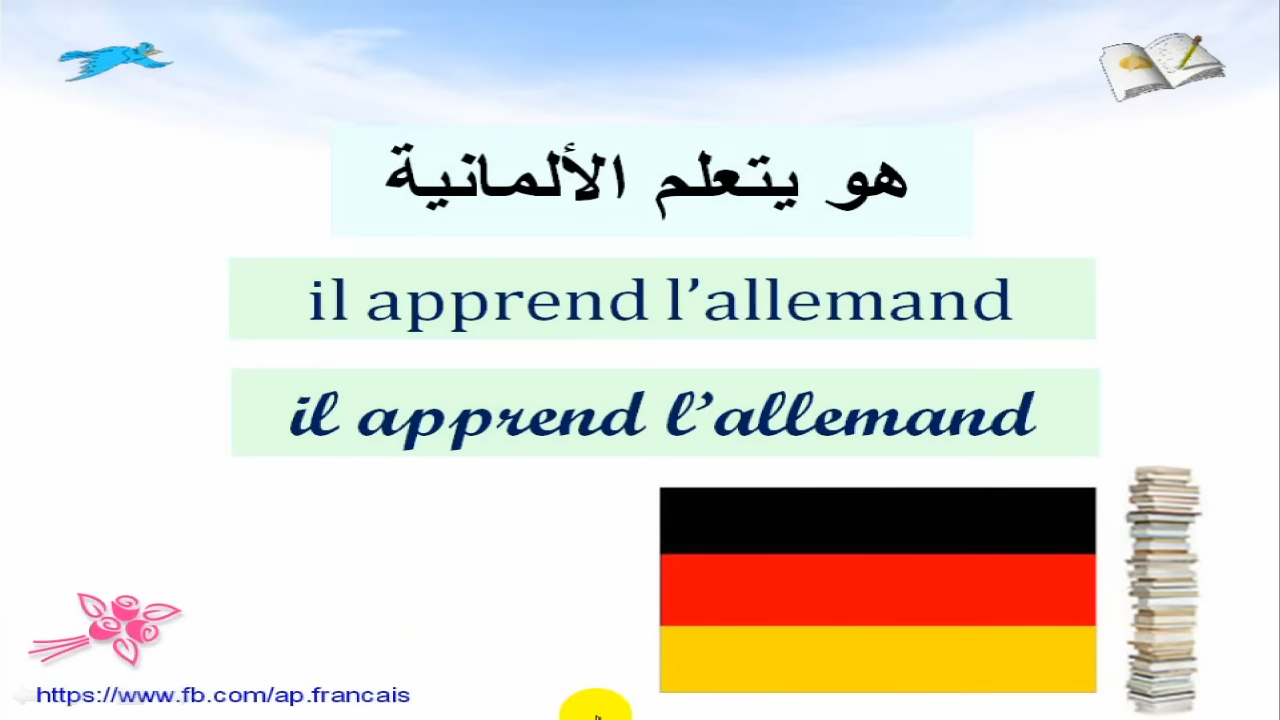 هو يتعلم الألمانية
il apprend l’allemand
il apprend l’allemand
https://www.fb.com/ap.francais